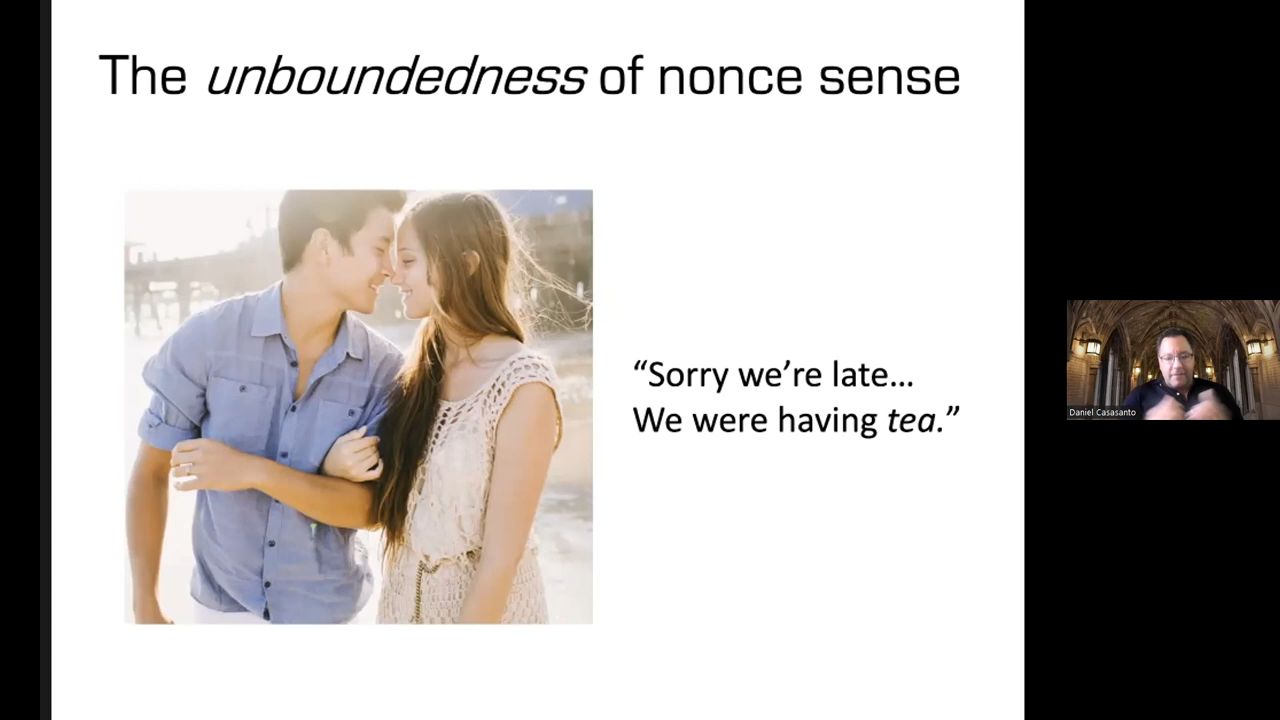 The unboundedness of nonce sense
“Sorry we’re late…
We were having tea.”
Daniel Casasanto